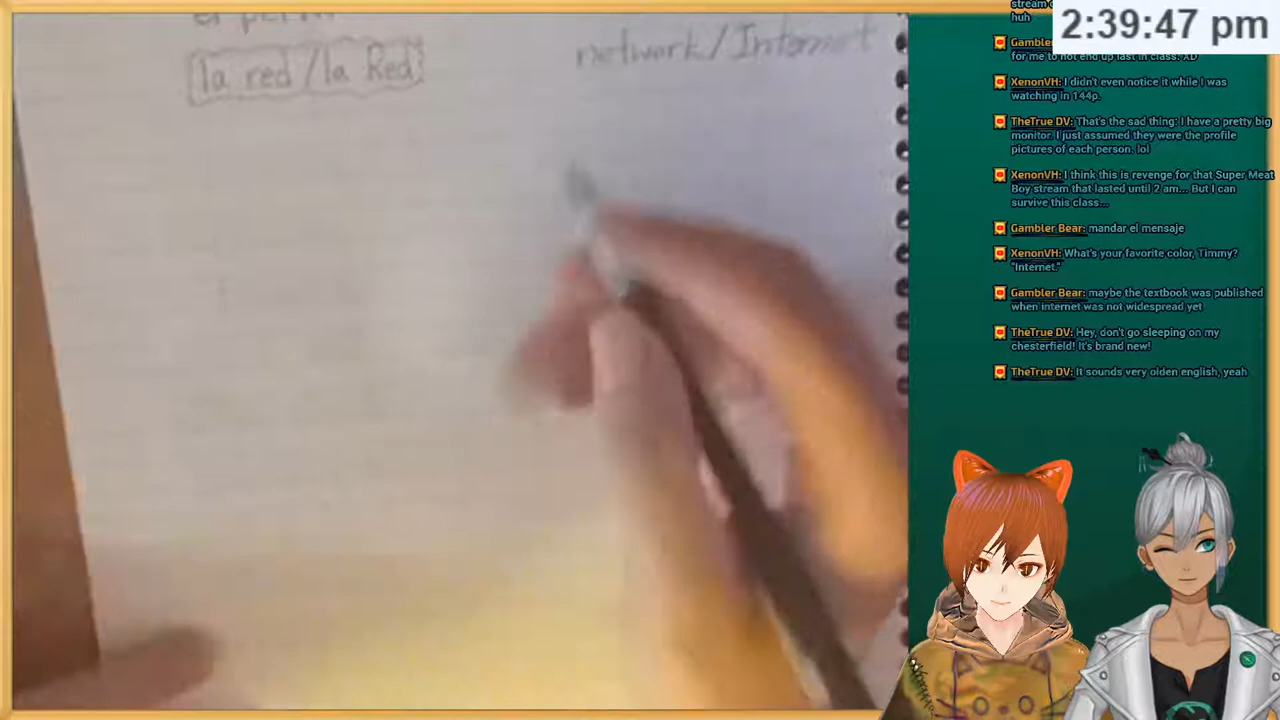 la red / la Red
network/Internet
2:39:47 pm
huh
for me to not end up last in class. XD
XenonVH: I didn't even notice it while I was
watching in 144p.
TheTrue DV: That's the sad thing: I have a pretty big
monitor. I just assumed they were the profile
pictures of each person. lol
XenonVH: I think this is revenge for that Super Meat
Boy stream that lasted until 2 am... But I can
survive this class...
Gambler Bear: mandar el mensaje
XenonVH: What's your favorite color, Timmy?
"Internet."
Gambler Bear: maybe the textbook was published
when internet was not widespread yet
TheTrue DV: Hey, don't go sleeping on my
chesterfield! It's brand new!
TheTrue DV: It sounds very olden english, yeah